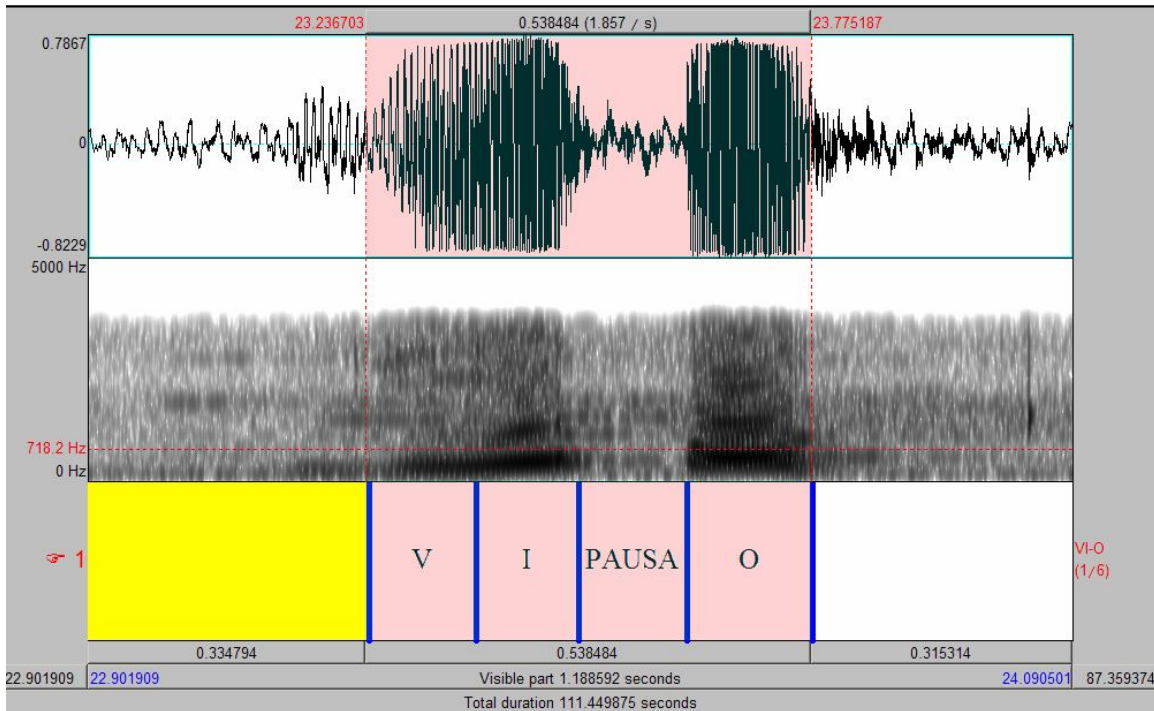 23.236703 0.538484 (1.857 / s) 23.775187
0.7867
0
-0.8229
5000 Hz
718.2 Hz
0 Hz
☞ 1 V I PAUSA O VI-O
(1/6)
0.334794 0.538484 0.315314
22.901909 22.901909 Visible part 1.188592 seconds 24.090501 87.359374
Total duration 111.449875 seconds